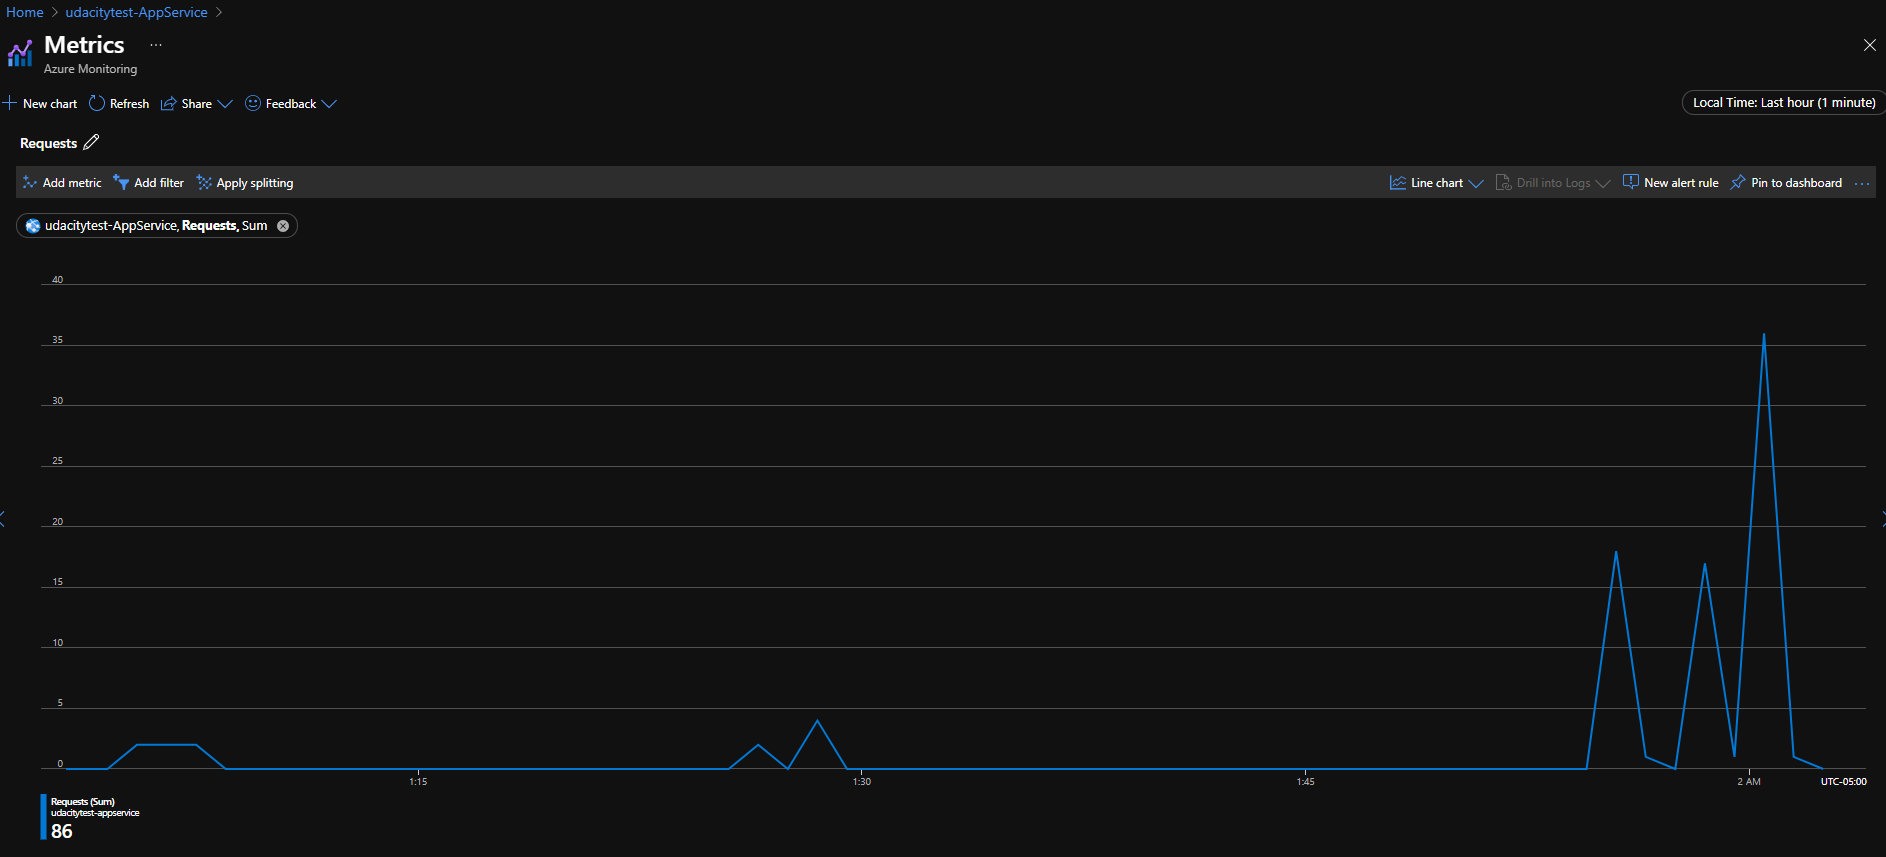 Home > udacitytest-AppService >
Metrics ...
Azure Monitoring
New chart Refresh Share Feedback
Local Time: Last hour (1 minute)
Requests
Add metric Add filter Apply splitting Line chart Drill into Logs New alert rule Pin to dashboard ...
udacitytest-AppService, Requests, Sum
40
35
30
25
20
15
10
5
0
1:15 1:30 1:45 2 AM UTC-05:00
Requests (Sum)
udacitytest-appservice
86